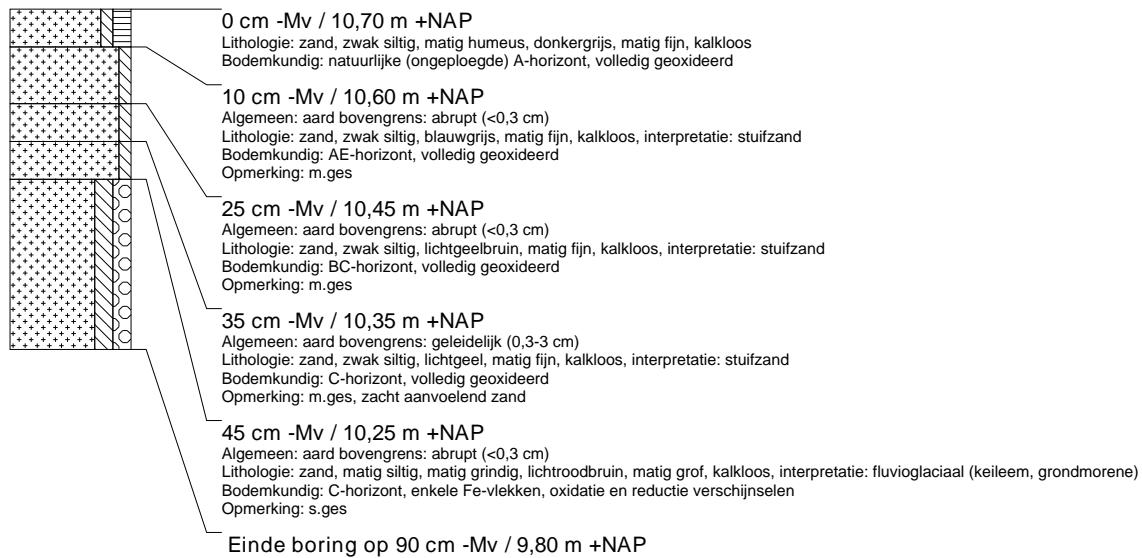 0 cm -Mv / 10,70 m +NAP
Lithologie: zand, zwak siltig, matig humeus, donkergrijs, matig fijn, kalkloos
Bodemkundig: natuurlijke (ongeploegde) A-horizont, volledig geoxideerd
10 cm -Mv / 10,60 m +NAP
Algemeen: aard bovengrens: abrupt (<0,3 cm)
Lithologie: zand, zwak siltig, blauwgrijs, matig fijn, kalkloos, interpretatie: stuifzand
Bodemkundig: AE-horizont, volledig geoxideerd
Opmerking: m.ges
25 cm -Mv / 10,45 m +NAP
Algemeen: aard bovengrens: abrupt (<0,3 cm)
Lithologie: zand, zwak siltig, lichtgeelbruin, matig fijn, kalkloos, interpretatie: stuifzand
Bodemkundig: BC-horizont, volledig geoxideerd
Opmerking: m.ges
35 cm -Mv / 10,35 m +NAP
Algemeen: aard bovengrens: geleidelijk (0,3-3 cm)
Lithologie: zand, zwak siltig, lichtgeel, matig fijn, kalkloos, interpretatie: stuifzand
Bodemkundig: C-horizont, volledig geoxideerd
Opmerking: m.ges, zacht aanvoelend zand
45 cm -Mv / 10,25 m +NAP
Algemeen: aard bovengrens: abrupt (<0,3 cm)
Lithologie: zand, matig siltig, matig grindig, lichtroodbruin, matig grof, kalkloos, interpretatie: fluvioglaciaal (keileem, grondmorene)
Bodemkundig: C-horizont, enkele Fe-vlekken, oxidatie en reductie verschijnselen
Opmerking: s.ges
Einde boring op 90 cm -Mv / 9,80 m +NAP